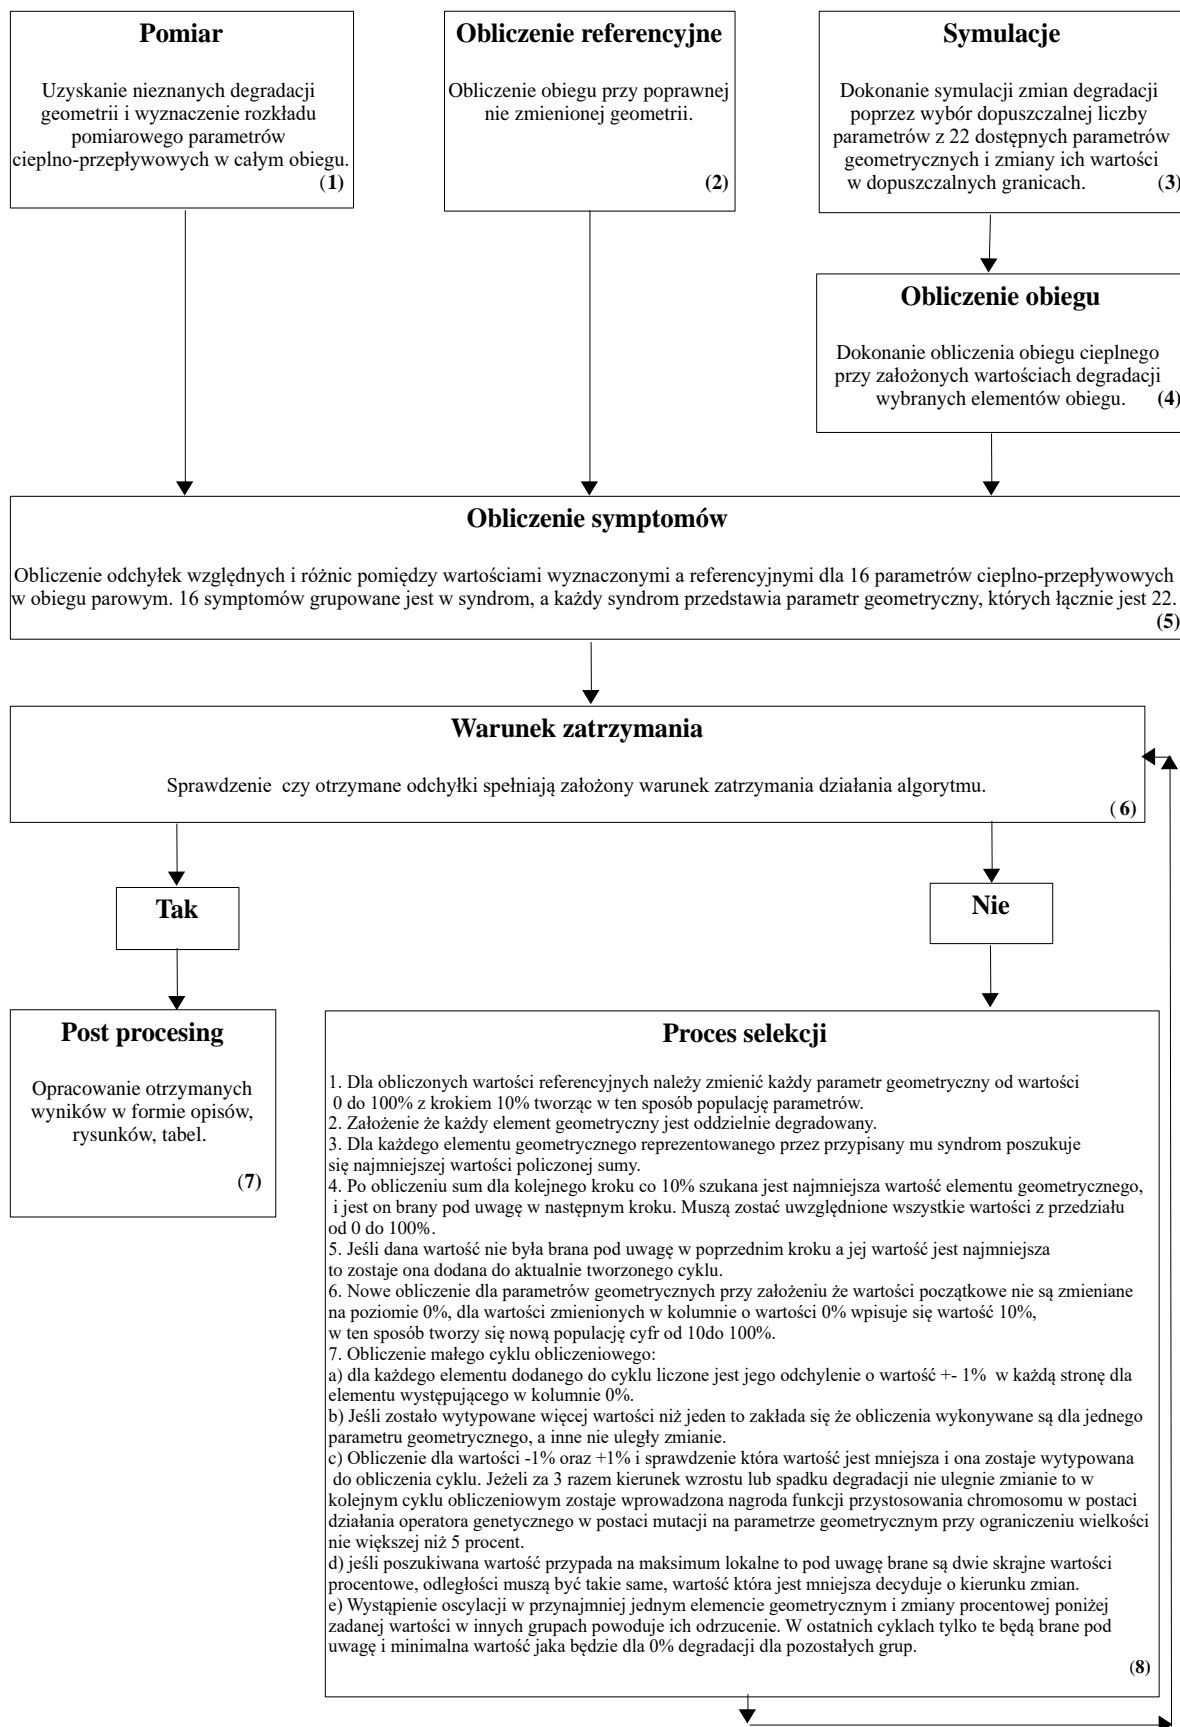 Pomiar
Uzyskanie nieznanych degradacji
geometrii i wyznaczenie rozkładu
pomiarowego parametrów
cieplno-przepływowych w całym obiegu.
(1)
Obliczenie referencyjne
Obliczenie obiegu przy poprawnej
nie zmienionej geometrii.
(2)
Symulacje
Dokonanie symulacji zmian degradacji
poprzez wybór dopuszczalnej liczby
parametrów z 22 dostępnych parametrów
geometrycznych i zmiany ich wartości
w dopuszczalnych granicach. (3)
Obliczenie obiegu
Dokonanie obliczenia obiegu cieplnego
przy założonych wartościach degradacji
wybranych elementów obiegu. (4)
Obliczenie symptomów
Obliczenie odchyłek względnych i różnic pomiędzy wartościami wyznaczonymi a referencyjnymi dla 16 parametrów cieplno-przepływowych
w obiegu parowym. 16 symptomów grupowane jest w syndrom, a każdy syndrom przedstawia parametr geometryczny, których łącznie jest 22.
(5)
Warunek zatrzymania
Sprawdzenie czy otrzymane odchyłki spełniają założony warunek zatrzymania działania algorytmu.
( 6)
Tak
Nie
Post procesing
Opracowanie otrzymanych
wyników w formie opisów,
rysunków, tabel.
(7)
Proces selekcji
1. Dla obliczonych wartości referencyjnych należy zmienić każdy parametr geometryczny od wartości
0 do 100% z krokiem 10% tworząc w ten sposób populację parametrów.
2. Założenie że każdy element geometryczny jest oddzielnie degradowany.
3. Dla każdego elementu geometrycznego reprezentowanego przez przypisany mu syndrom poszukuje
się najmniejszej wartości policzonej sumy.
4. Po obliczeniu sum dla kolejnego kroku co 10% szukana jest najmniejsza wartość elementu geometrycznego,
i jest on brany pod uwagę w następnym kroku. Muszą zostać uwzględnione wszystkie wartości z przedziału
od 0 do 100%.
5. Jeśli dana wartość nie była brana pod uwagę w poprzednim kroku a jej wartość jest najmniejsza
to zostaje ona dodana do aktualnie tworzonego cyklu.
6. Nowe obliczenie dla parametrów geometrycznych przy założeniu że wartości początkowe nie są zmieniane
na poziomie 0%, dla wartości zmienionych w kolumnie o wartości 0% wpisuje się wartość 10%,
w ten sposób tworzy się nową populację cyfr od 10do 100%.
7. Obliczenie małego cyklu obliczeniowego:
a) dla każdego elementu dodanego do cyklu liczone jest jego odchylenie o wartość +- 1% w każdą stronę dla
elementu występującego w kolumnie 0%.
b) Jeśli zostało wytypowane więcej wartości niż jeden to zakłada się że obliczenia wykonywane są dla jednego
parametru geometrycznego, a inne nie uległy zmianie.
c) Obliczenie dla wartości -1% oraz +1% i sprawdzenie która wartość jest mniejsza i ona zostaje wytypowana
do obliczenia cyklu. Jeżeli za 3 razem kierunek wzrostu lub spadku degradacji nie ulegnie zmianie to w
kolejnym cyklu obliczeniowym zostaje wprowadzona nagroda funkcji przystosowania chromosomu w postaci
działania operatora genetycznego w postaci mutacji na parametrze geometrycznym przy ograniczeniu wielkości
nie większej niż 5 procent.
d) jeśli poszukiwana wartość przypada na maksimum lokalne to pod uwagę brane są dwie skrajne wartości
procentowe, odległości muszą być takie same, wartość która jest mniejsza decyduje o kierunku zmian.
e) Wystąpienie oscylacji w przynajmniej jednym elemencie geometrycznym i zmiany procentowej poniżej
zadanej wartości w innych grupach powoduje ich odrzucenie. W ostatnich cyklach tylko te będą brane pod
uwagę i minimalna wartość jaka będzie dla 0% degradacji dla pozostałych grup.
(8)